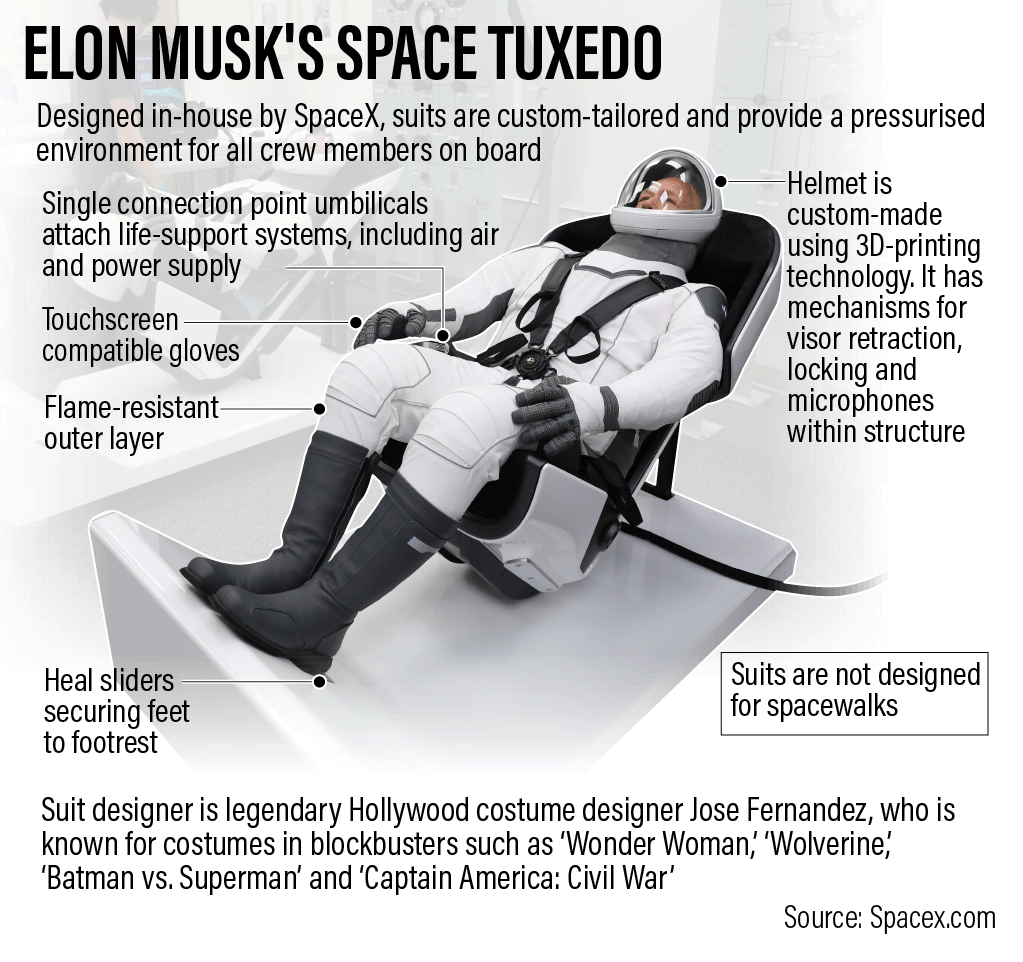 ELON MUSK'S SPACE TUXEDO
Designed in-house by SpaceX, suits are custom-tailored and provide a pressurised
environment for all crew members on board
Single connection point umbilicals
attach life-support systems, including air
and power supply
Touchscreen
compatible gloves
Flame-resistant
outer layer
Helmet is
custom-made
using 3D-printing
technology. It has
mechanisms for
visor retraction,
locking and
microphones
within structure
Heal sliders
securing feet
to footrest
Suits are not designed
for spacewalks
Suit designer is legendary Hollywood costume designer Jose Fernandez, who is
known for costumes in blockbusters such as ‘Wonder Woman,’ ‘Wolverine,’
‘Batman vs. Superman’ and ‘Captain America: Civil War’
Source: Spacex.com